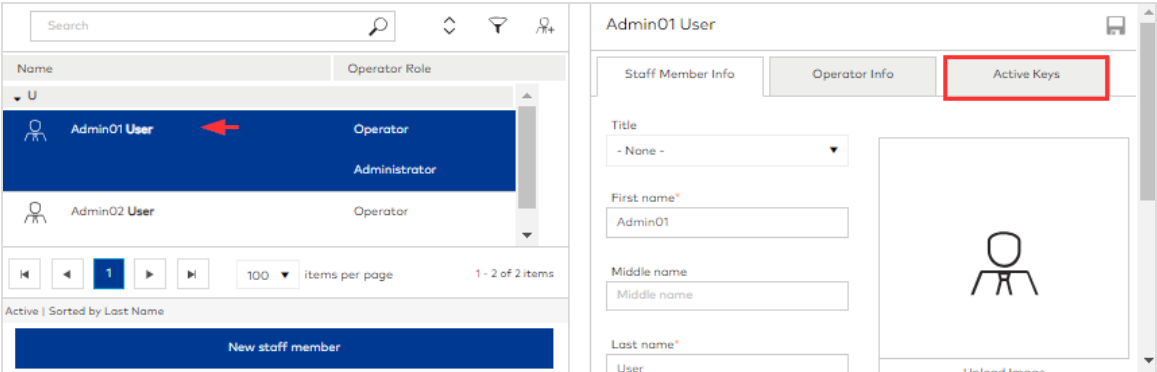 Search
Name Operator Role
U
Admin01 User Operator
Administrator
Admin02 User Operator
1 100 items per page 1 - 2 of 2 items
Active | Sorted by Last Name
New staff member
Admin01 User
Staff Member Info Operator Info Active Keys
Title
- None -
First name*
Admin01
Middle name
Middle name
Last name*
User
Upload Image